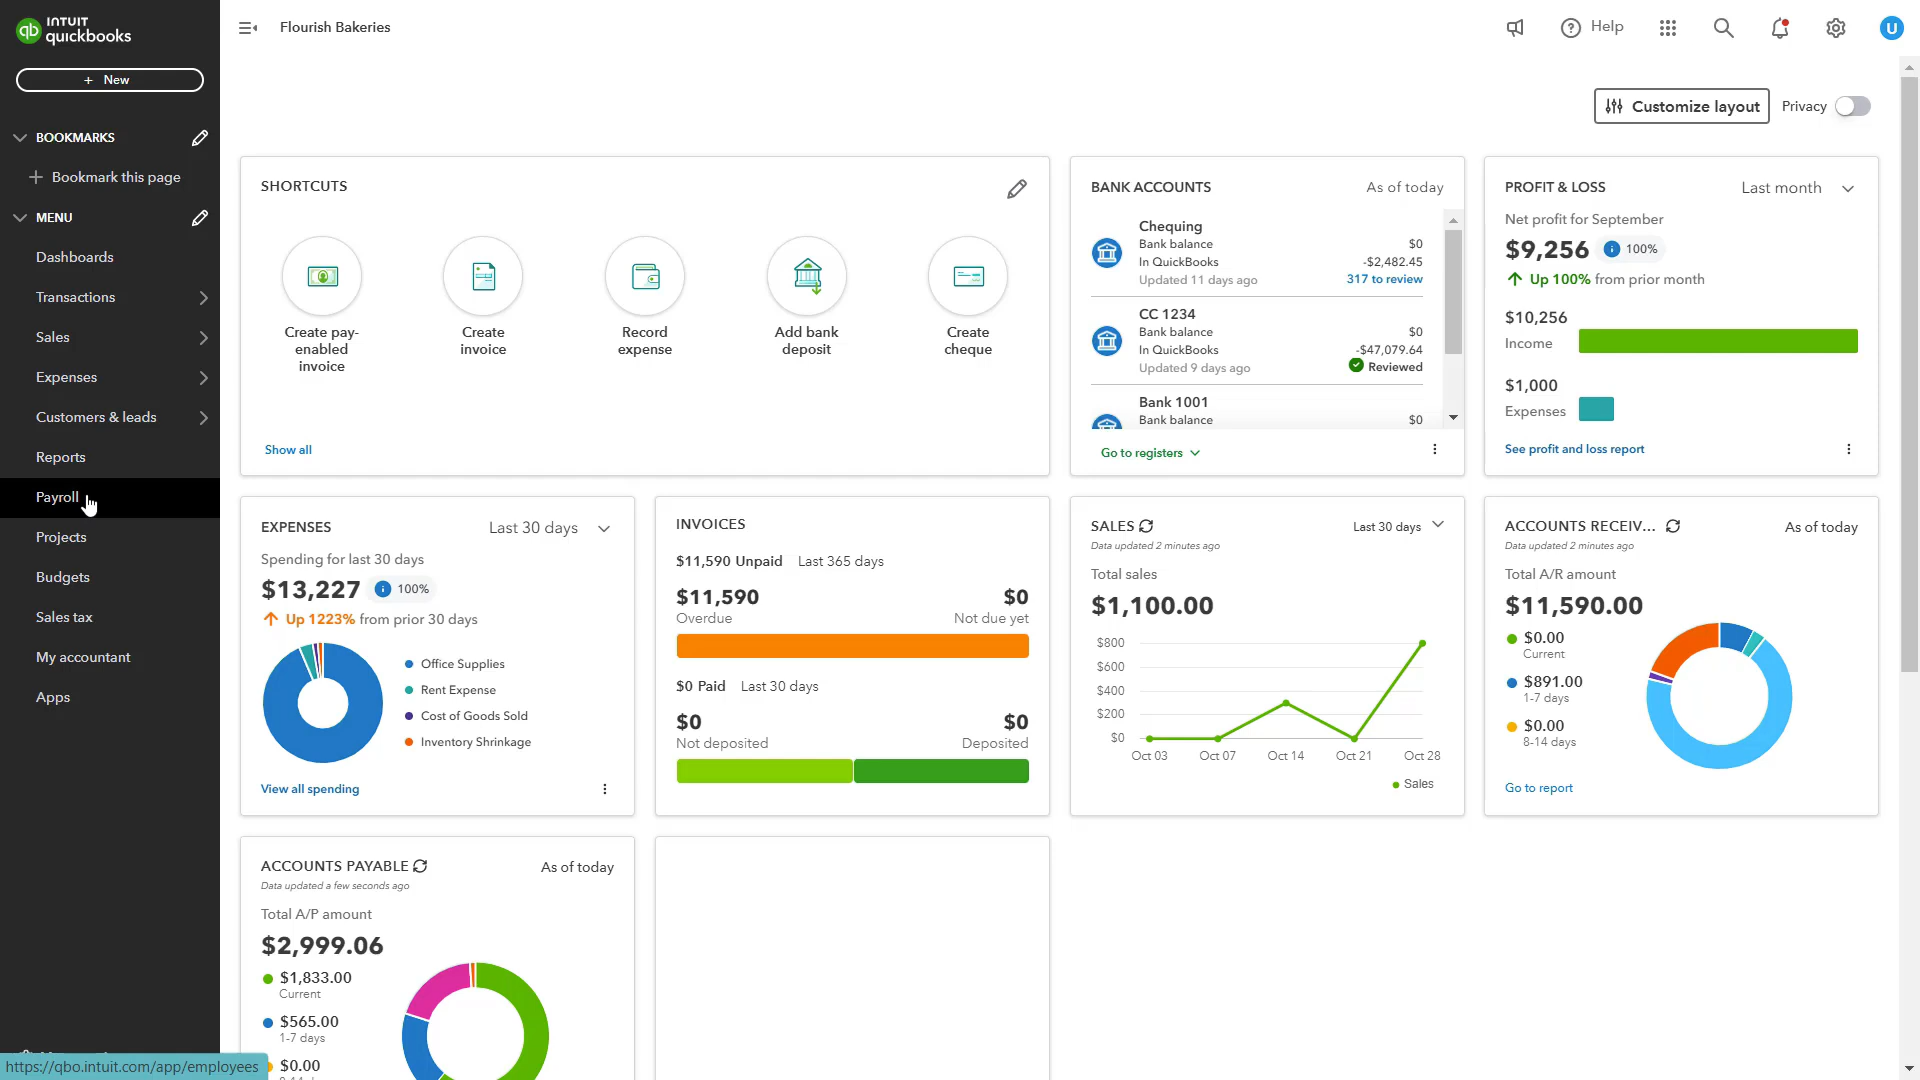 INTUIT
quickbooks
Flourish Bakeries
Help
U
+ New
BOOKMARKS
Bookmark this page
MENU
Dashboards
Transactions
Sales
Expenses
Customers & leads
Reports
Payroll
Projects
Budgets
Sales tax
My accountant
Apps
https://qbo.intuit.com/app/employees
Customize layout
Privacy
SHORTCUTS
Create pay-
enabled
invoice
Create
invoice
Record
expense
Add bank
deposit
Create
cheque
Show all
BANK ACCOUNTS
As of today
Chequing
Bank balance $0
In QuickBooks -$2,482.45
Updated 11 days ago 317 to review
CC 1234
Bank balance $0
In QuickBooks -$47,079.64
Updated 9 days ago Reviewed
Bank 1001
Bank balance $0
Go to registers
PROFIT & LOSS
Last month
Net profit for September
$9,256 100%
Up 100% from prior month
$10,256
Income
$1,000
Expenses
See profit and loss report
EXPENSES
Last 30 days
Spending for last 30 days
$13,227 100%
Up 1223% from prior 30 days
Office Supplies
Rent Expense
Cost of Goods Sold
Inventory Shrinkage
View all spending
INVOICES
$11,590 Unpaid Last 365 days
$11,590 $0
Overdue Not due yet
$0 Paid Last 30 days
$0 $0
Not deposited Deposited
SALES
Last 30 days
Data updated 2 minutes ago
Total sales
$1,100.00
$800
$600
$400
$200
$0
Oct 03 Oct 07 Oct 14 Oct 21 Oct 28
Sales
ACCOUNTS RECEIV...
As of today
Data updated 2 minutes ago
Total A/R amount
$11,590.00
$0.00
Current
$891.00
1-7 days
$0.00
8-14 days
Go to report
ACCOUNTS PAYABLE
As of today
Data updated a few seconds ago
Total A/P amount
$2,999.06
$1,833.00
Current
$565.00
1-7 days
$0.00